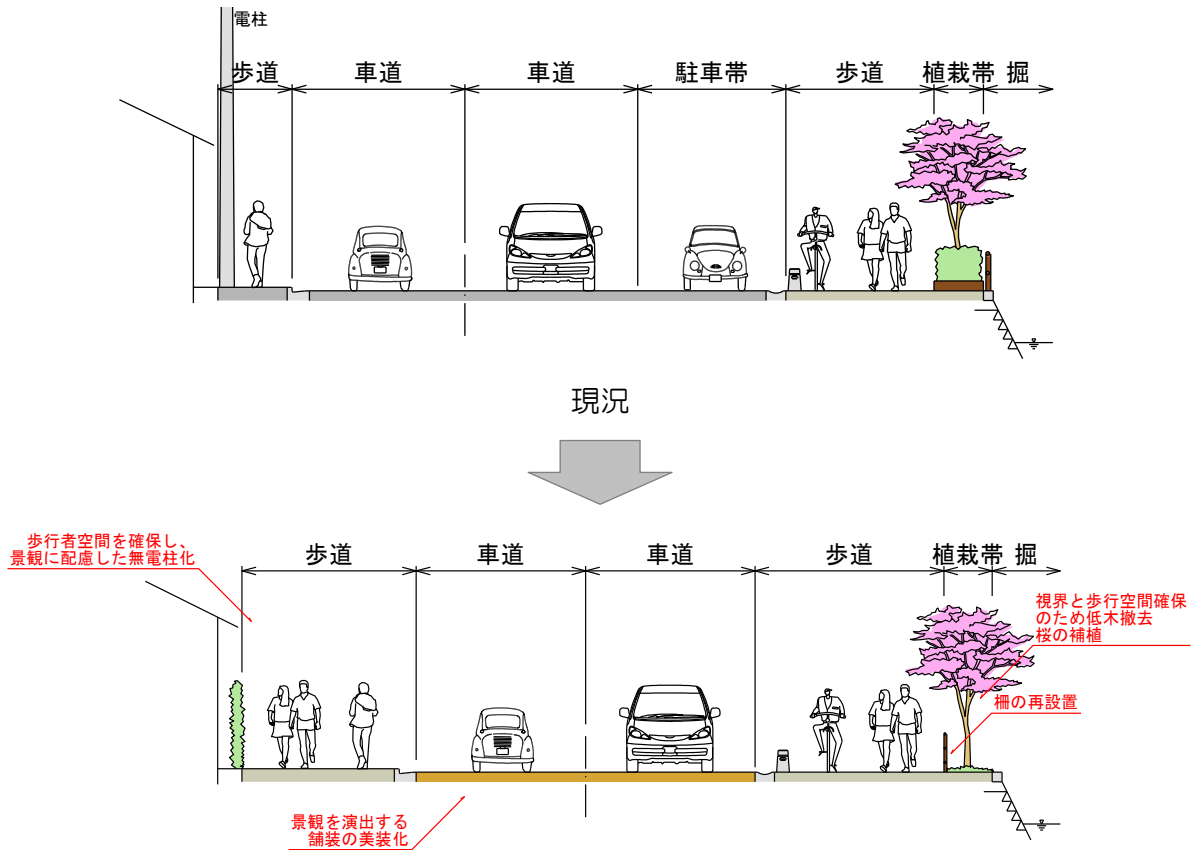 電柱
歩道
車道
車道
駐車帯
歩道
植栽帯
掘
現況
歩行者空間を確保し、
景観に配慮した無電柱化
歩道
車道
車道
歩道
植栽帯
掘
視界と歩行空間確保
のため低木撤去
桜の補植
柵の再設置
景観を演出する
舗装の美装化